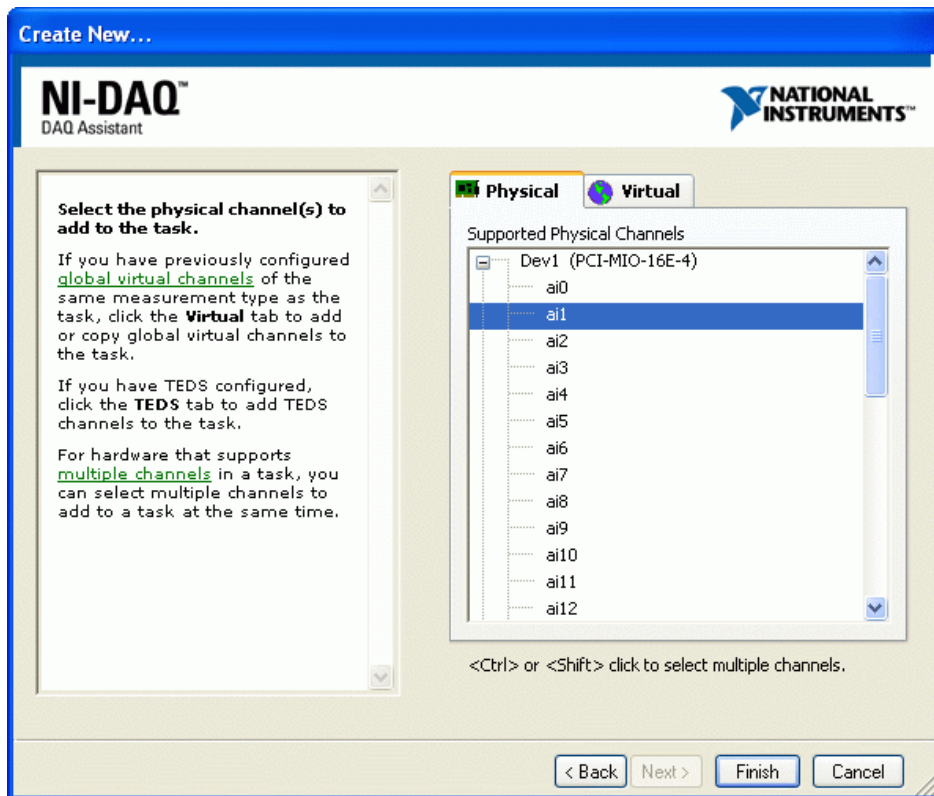 Create New...
NI-DAQ™
DAQ Assistant
NATIONAL
INSTRUMENTS™
Select the physical channel(s) to
add to the task.
If you have previously configured
global virtual channels of the
same measurement type as the
task, click the Virtual tab to add
or copy global virtual channels to
the task.
If you have TEDS configured,
click the TEDS tab to add TEDS
channels to the task.
For hardware that supports
multiple channels in a task, you
can select multiple channels to
add to a task at the same time.
Physical
Virtual
Supported Physical Channels
Dev1 (PCI-MIO-16E-4)
ai0
ai1
ai2
ai3
ai4
ai5
ai6
ai7
ai8
ai9
ai10
ai11
ai12
<Ctrl> or <Shift> click to select multiple channels.
< Back
Next >
Finish
Cancel